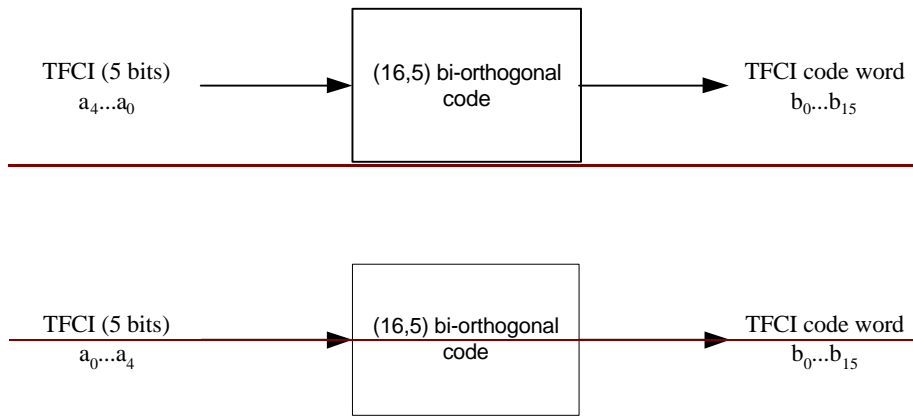 TFCI (5 bits)
a₄...a₀
(16,5) bi-orthogonal
code
TFCI code word
b₀...b₁₅
TFCI (5 bits)
a₀...a₄
(16,5) bi-orthogonal
code
TFCI code word
b₀...b₁₅